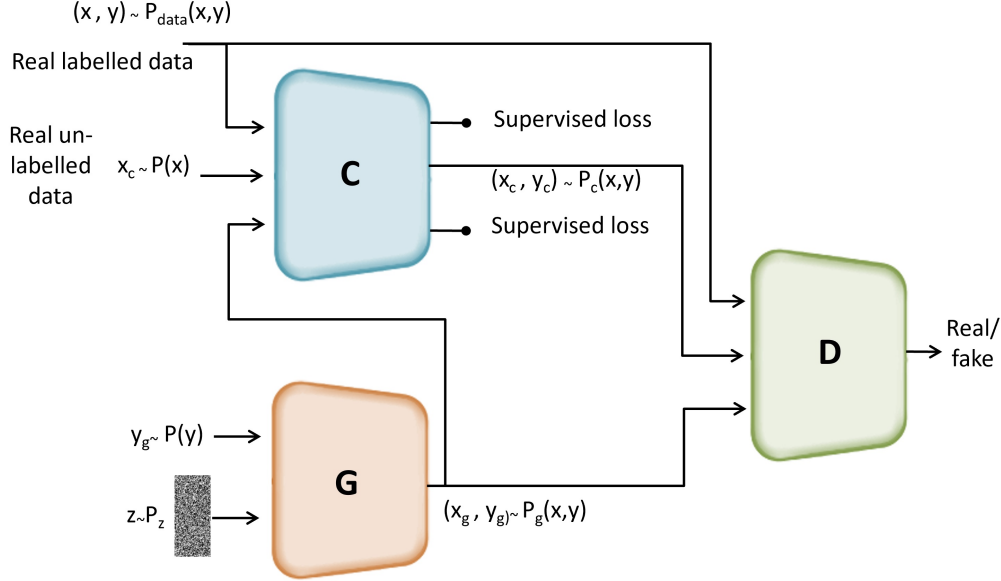 (x , y) ~ Pdata(x,y)
Real labelled data
Real un-
labelled
data
xc ~ P(x)
C
Supervised loss
(xc , yc) ~ Pc(x,y)
Supervised loss
D
Real/
fake
yg~ P(y)
z~Pz
G
(xg , yg)~ Pg(x,y)